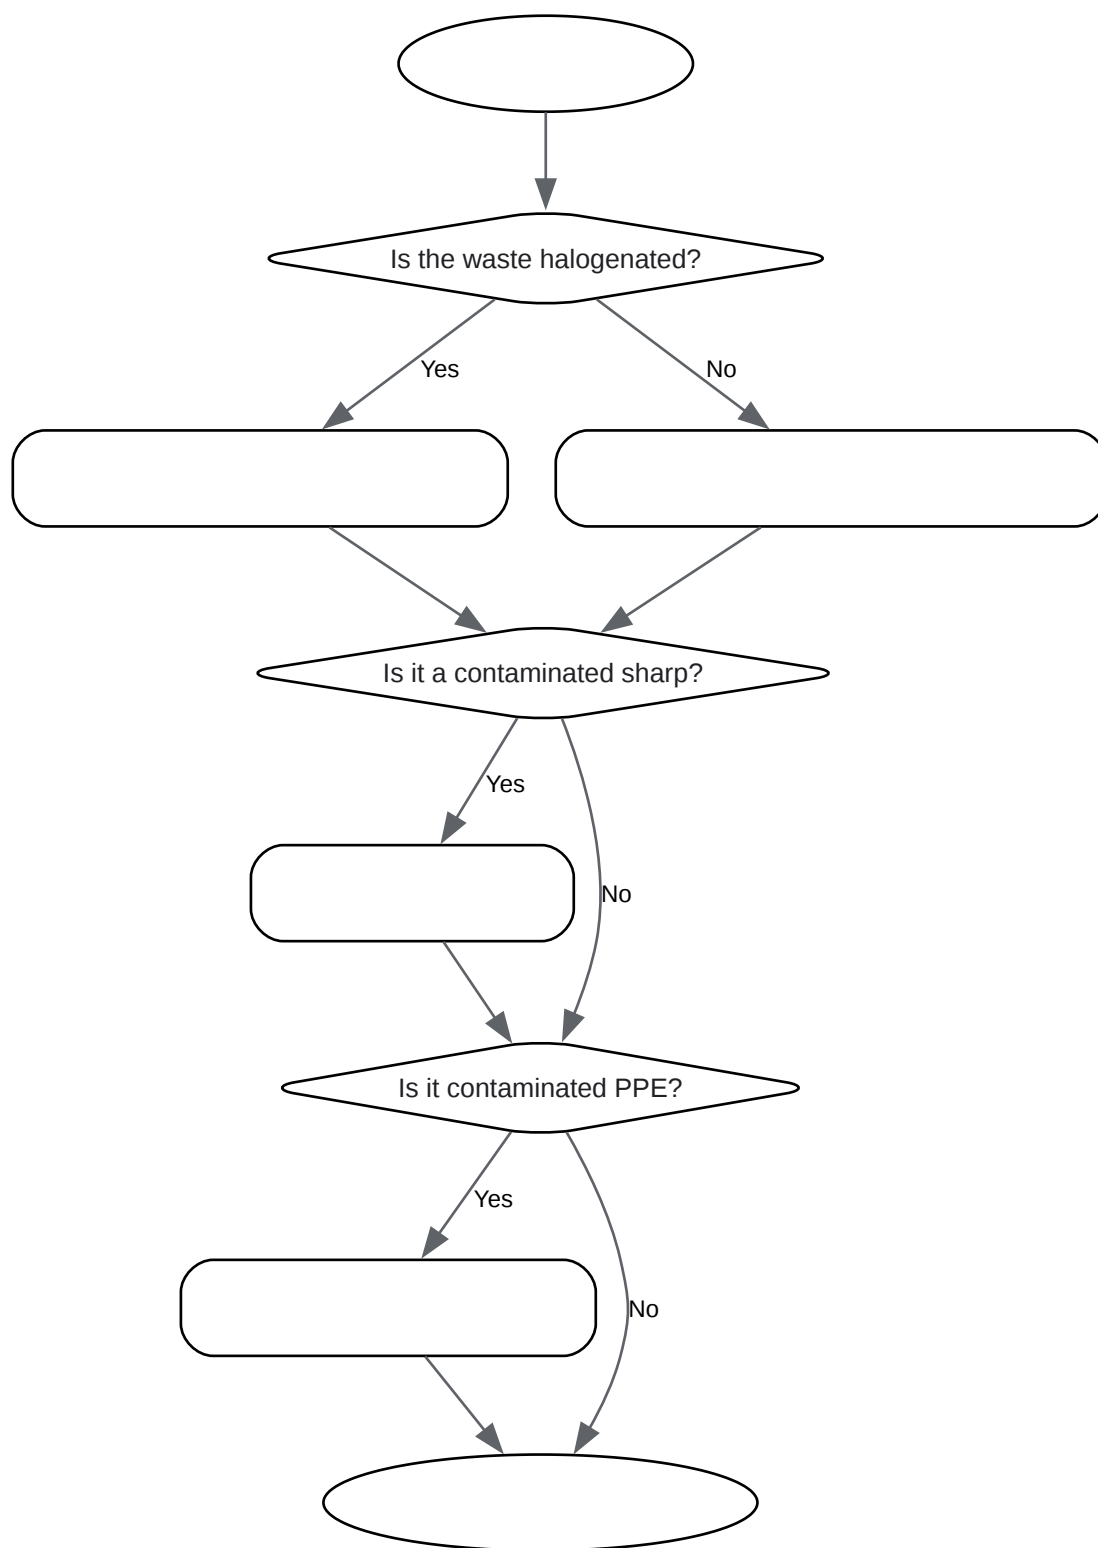 Is the waste halogenated?
Yes
No
Is it a contaminated sharp?
Yes
No
Is it contaminated PPE?
Yes
No